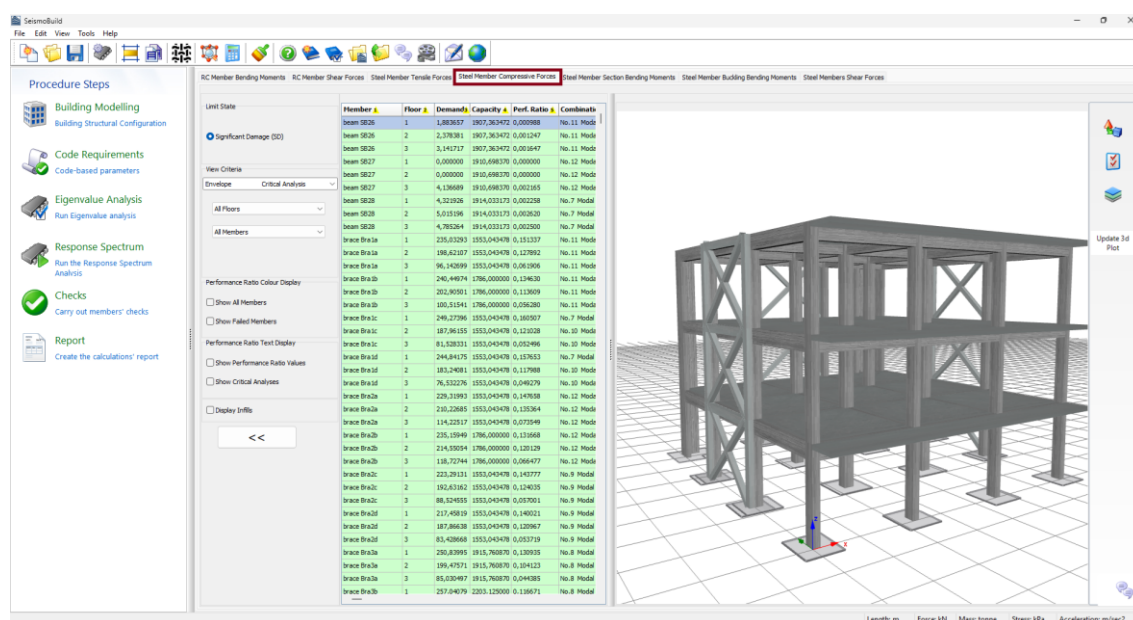 SeismoBuild
File Edit View Tools Help
Procedure Steps
Building Modelling
Building Structural Configuration
Code Requirements
Code-based parameters
Eigenvalue Analysis
Run Eigenvalue analysis
Response Spectrum
Run the Response Spectrum
Analysis
Checks
Carry out members' checks
Report
Create the calculations' report
RC Member Bending Moments RC Member Shear Forces Steel Member Tensile Forces Steel Member Compressive Forces Steel Member Section Bending Moments Steel Member Buckling Bending Moments Steel Members Shear Forces
Limit State
Significant Damage (SD)
View Criteria
Envelope Critical Analysis
All Floors
All Members
Performance Ratio Colour Display
Show All Members
Show Failed Members
Performance Ratio Text Display
Show Performance Ratio Values
Show Critical Analyses
Display Infills
<<
Member 1 Floor 2 Demand 3 Capacity 4 Perf. Ratio 5 Combinatio
beam SB26 1 1,883657 1907,363472 0,000988 No.11 Moda
beam SB26 2 2,378381 1907,363472 0,001247 No.11 Moda
beam SB26 3 3,141717 1907,363472 0,001647 No.11 Moda
beam SB27 1 0,000000 1910,698370 0,000000 No.12 Moda
beam SB27 2 0,000000 1910,698370 0,000000 No.12 Moda
beam SB27 3 4,136689 1910,698370 0,002165 No.12 Moda
beam SB28 1 4,321926 1914,033173 0,002258 No.7 Modal
beam SB28 2 5,015196 1914,033173 0,002620 No.7 Modal
beam SB28 3 4,785264 1914,033173 0,002500 No.7 Modal
brace Bra1a 1 235,03293 1553,043478 0,151337 No.11 Moda
brace Bra1a 2 198,62107 1553,043478 0,127892 No.11 Moda
brace Bra1a 3 96,142699 1553,043478 0,061906 No.11 Moda
brace Bra1b 1 240,44974 1786,000000 0,134630 No.11 Moda
brace Bra1b 2 202,90501 1786,000000 0,113609 No.11 Moda
brace Bra1b 3 100,51541 1786,000000 0,056280 No.11 Moda
brace Bra1c 1 249,27396 1553,043478 0,160507 No.7 Modal
brace Bra1c 2 187,96155 1553,043478 0,121028 No.10 Moda
brace Bra1c 3 81,528331 1553,043478 0,052496 No.10 Moda
brace Bra1d 1 244,84175 1553,043478 0,157653 No.7 Modal
brace Bra1d 2 183,24081 1553,043478 0,117988 No.10 Moda
brace Bra1d 3 76,532276 1553,043478 0,049279 No.10 Moda
brace Bra2a 1 229,31993 1553,043478 0,147658 No.12 Moda
brace Bra2a 2 210,22685 1553,043478 0,135364 No.12 Moda
brace Bra2a 3 114,22517 1553,043478 0,073549 No.12 Moda
brace Bra2b 1 235,15949 1786,000000 0,131668 No.12 Moda
brace Bra2b 2 214,55054 1786,000000 0,120129 No.12 Moda
brace Bra2b 3 118,72744 1786,000000 0,066477 No.12 Moda
brace Bra2c 1 223,29131 1553,043478 0,143777 No.9 Modal
brace Bra2c 2 192,63162 1553,043478 0,124035 No.9 Modal
brace Bra2c 3 88,524555 1553,043478 0,057001 No.9 Modal
brace Bra2d 1 217,45819 1553,043478 0,140021 No.9 Modal
brace Bra2d 2 187,86638 1553,043478 0,120967 No.9 Modal
brace Bra2d 3 83,428668 1553,043478 0,053719 No.9 Modal
brace Bra3a 1 250,83995 1915,760870 0,130935 No.8 Modal
brace Bra3a 2 199,47571 1915,760870 0,104123 No.8 Modal
brace Bra3a 3 85,030497 1915,760870 0,044385 No.8 Modal
brace Bra3b 1 257,04079 2203,125000 0,116671 No.8 Modal
Update 3d
Plot
z
x
Length: m Force: kN Mass: tonne Stress: kPa Acceleration: m/sec2